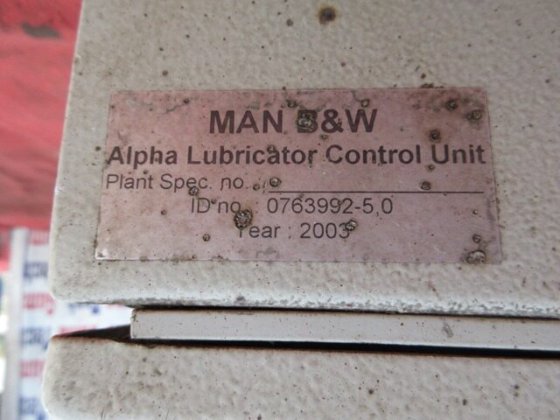 MAN B&W
Alpha Lubricator Control Unit
Plant Spec. no.:
ID no.: 0763992-5,0
Year : 2003